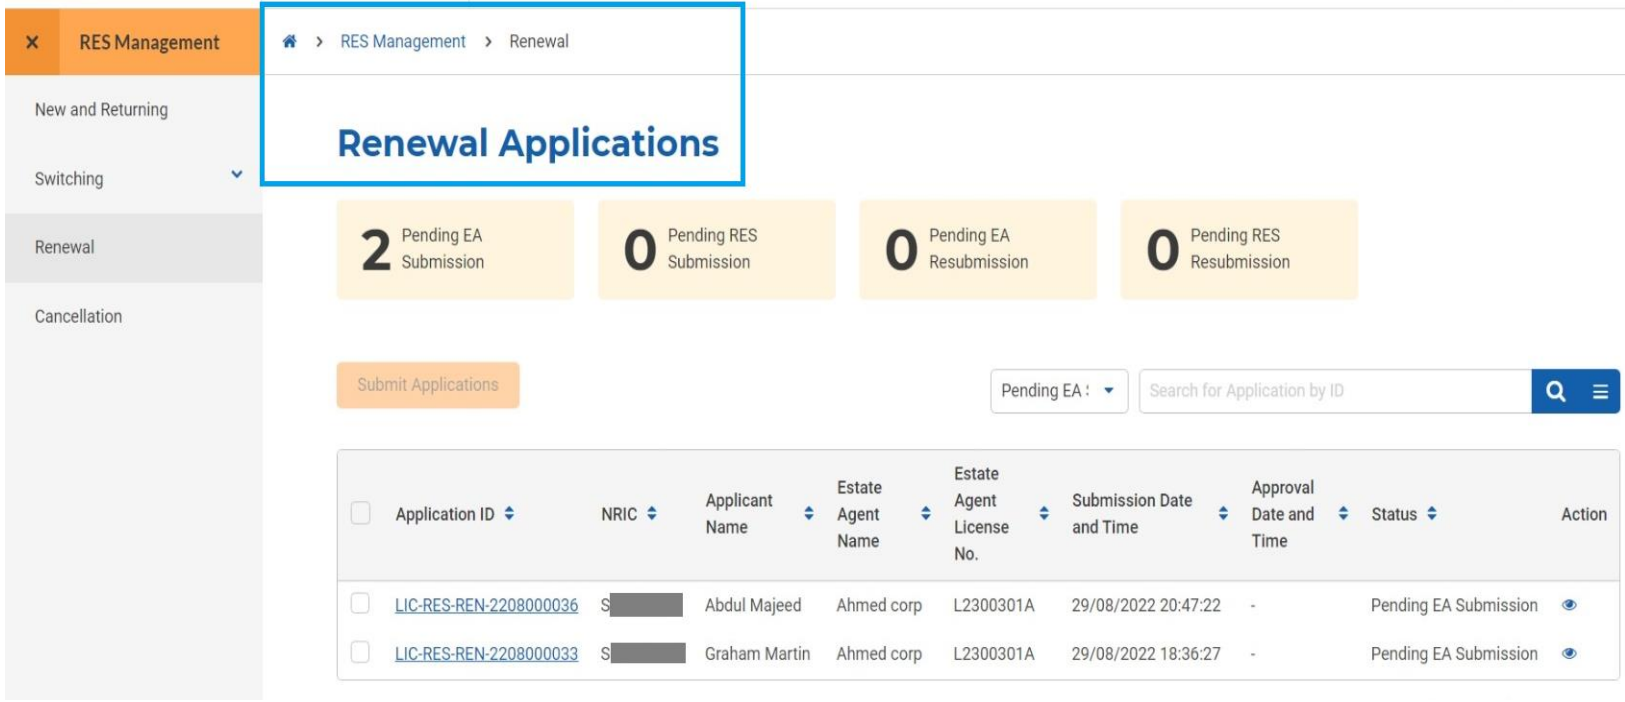 RES Management
RES Management
Renewal
New and Returning
Switching
Renewal
Cancellation
Renewal Applications
2 Pending EA
Submission
0 Pending RES
Submission
0 Pending EA
Resubmission
0 Pending RES
Resubmission
Submit Applications
Pending EA
Search for Application by ID
Application ID
NRIC
Applicant
Name
Estate
Agent
Name
Estate
Agent
License
No.
Submission Date
and Time
Approval
Date and
Time
Status
Action
LIC-RES-REN-2208000036 S Abdul Majeed Ahmed corp L2300301A 29/08/2022 20:47:22 - Pending EA Submission
LIC-RES-REN-2208000033 S Graham Martin Ahmed corp L2300301A 29/08/2022 18:36:27 - Pending EA Submission